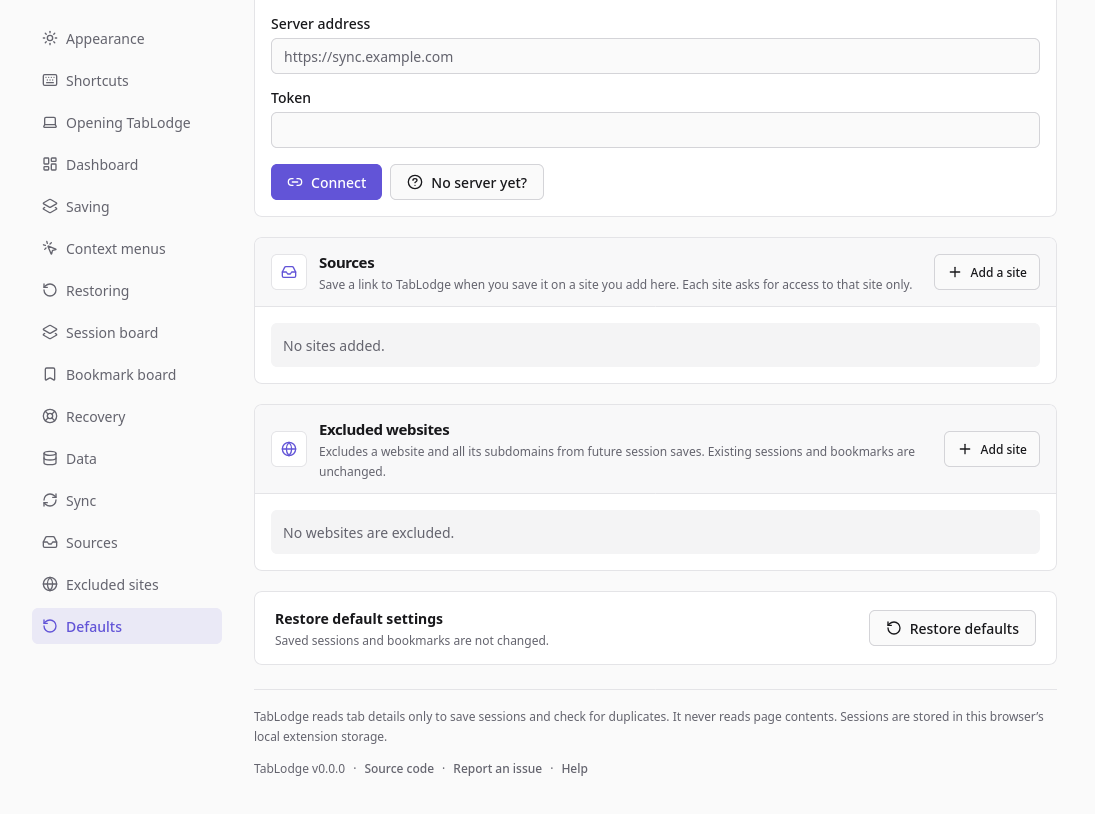 Appearance
Shortcuts
Opening TabLodge
Dashboard
Saving
Context menus
Restoring
Session board
Bookmark board
Recovery
Data
Sync
Sources
Excluded sites
Defaults
Server address
https://sync.example.com
Token
Connect
No server yet?
Sources
Save a link to TabLodge when you save it on a site you add here. Each site asks for access to that site only.
Add a site
No sites added.
Excluded websites
Excludes a website and all its subdomains from future session saves. Existing sessions and bookmarks are
unchanged.
Add site
No websites are excluded.
Restore default settings
Saved sessions and bookmarks are not changed.
Restore defaults
TabLodge reads tab details only to save sessions and check for duplicates. It never reads page contents. Sessions are stored in this browser’s
local extension storage.
TabLodge v0.0.0 · Source code · Report an issue · Help